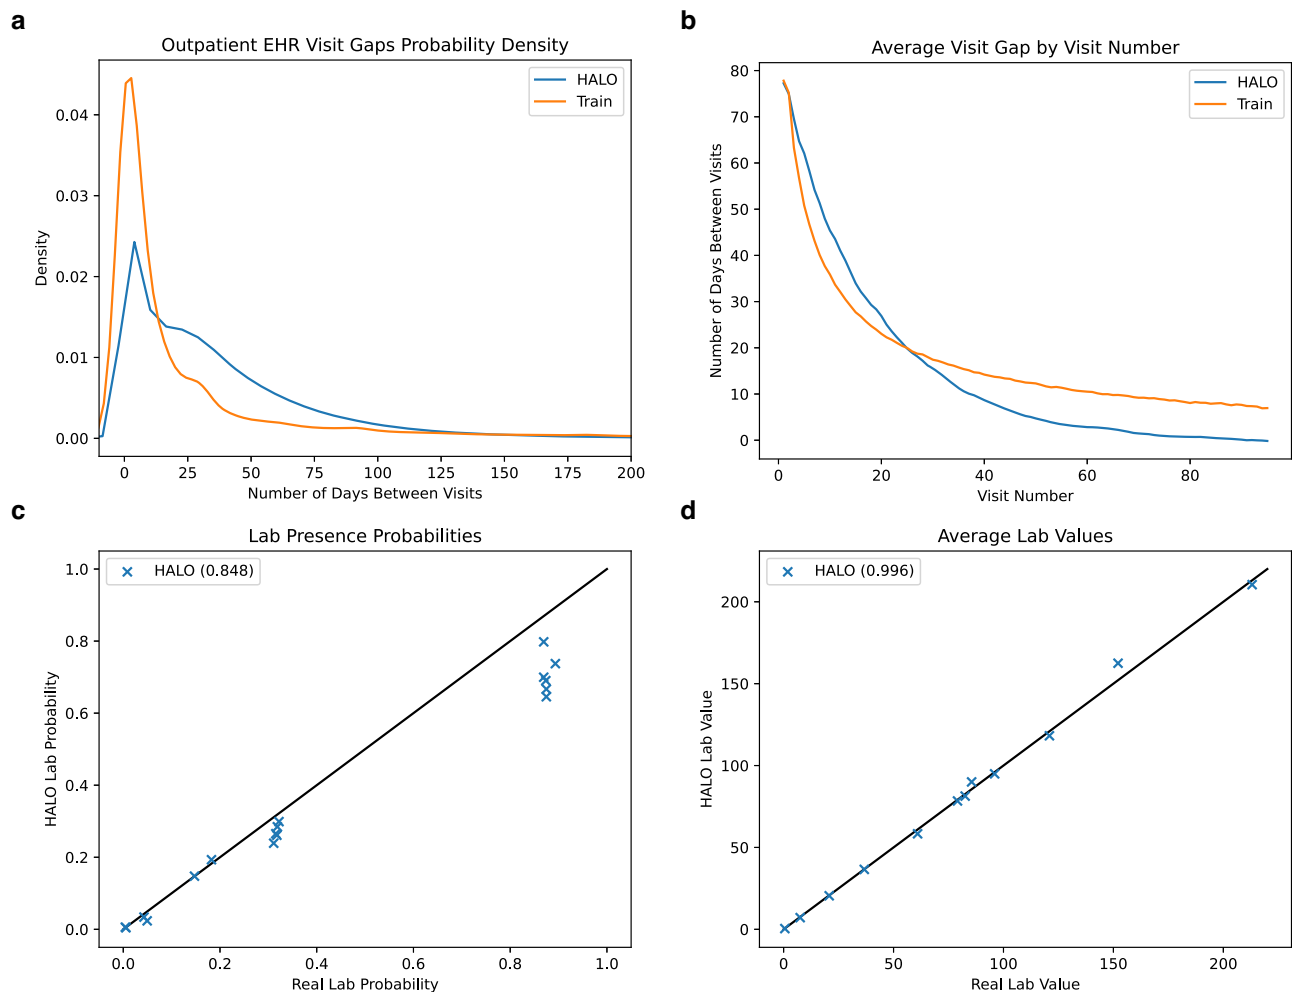 a
Outpatient EHR Visit Gaps Probability Density
HALO
Train
0.04
0.03
0.02
0.01
0.00
Density
0 25 50 75 100 125 150 175 200
Number of Days Between Visits
b
Average Visit Gap by Visit Number
HALO
Train
80
70
60
50
40
30
20
10
0
Number of Days Between Visits
0 20 40 60 80
Visit Number
c
Lab Presence Probabilities
HALO (0.848)
1.0
0.8
0.6
0.4
0.2
0.0
HALO Lab Probability
0.0 0.2 0.4 0.6 0.8 1.0
Real Lab Probability
d
Average Lab Values
HALO (0.996)
200
150
100
50
0
HALO Lab Value
0 50 100 150 200
Real Lab Value